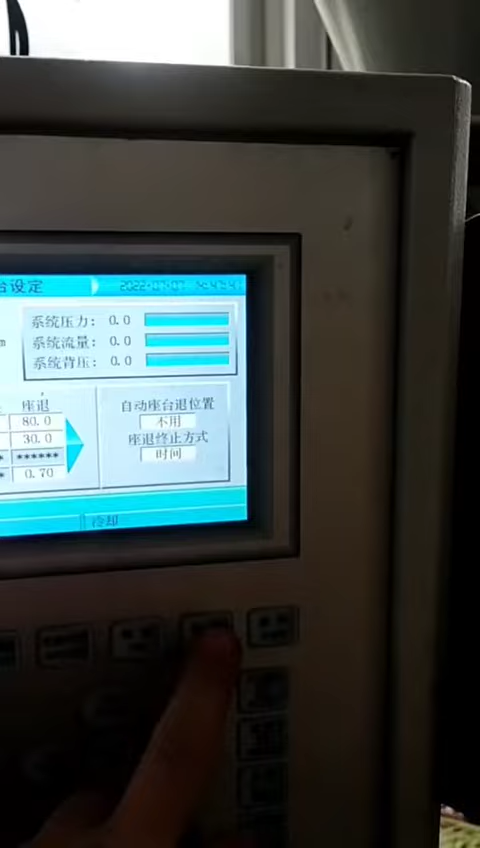 台设定
系统压力: 0.0
系统流量: 0.0
系统背压: 0.0
座退
80.0
30.0
******
0.70
自动座台退位置
不用
座退终止方式
时间
冷却